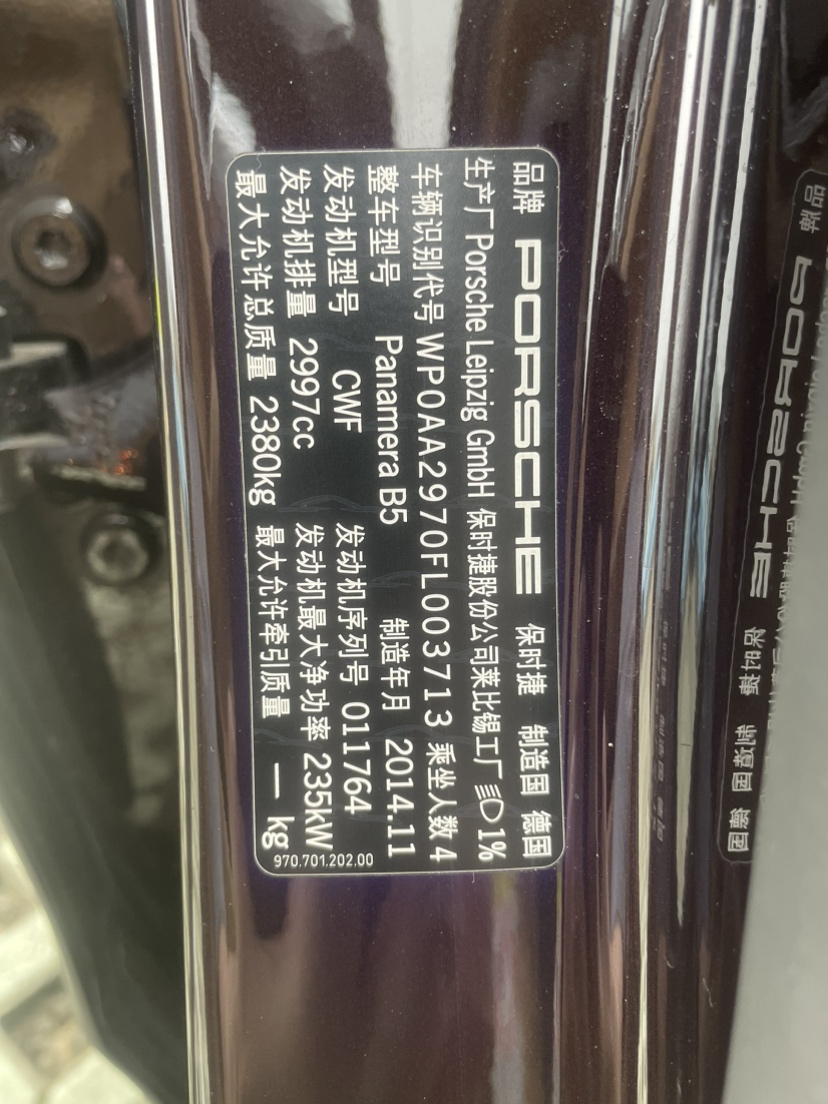 品牌 PORSCHE 保时捷 制造国 德国
生产厂 Porsche Leipzig GmbH 保时捷股份公司莱比锡工厂 1%
车辆识别代号 WP0AA2970FL003713 乘坐人数 4
整车型号 Panamera B5 制造年月 2014.11
发动机型号 CWF 发动机序列号 011764
发动机排量 2997cc 发动机最大净功率 235kW
最大允许总质量 2380kg 最大允许牵引质量 — kg
970.701.202.00